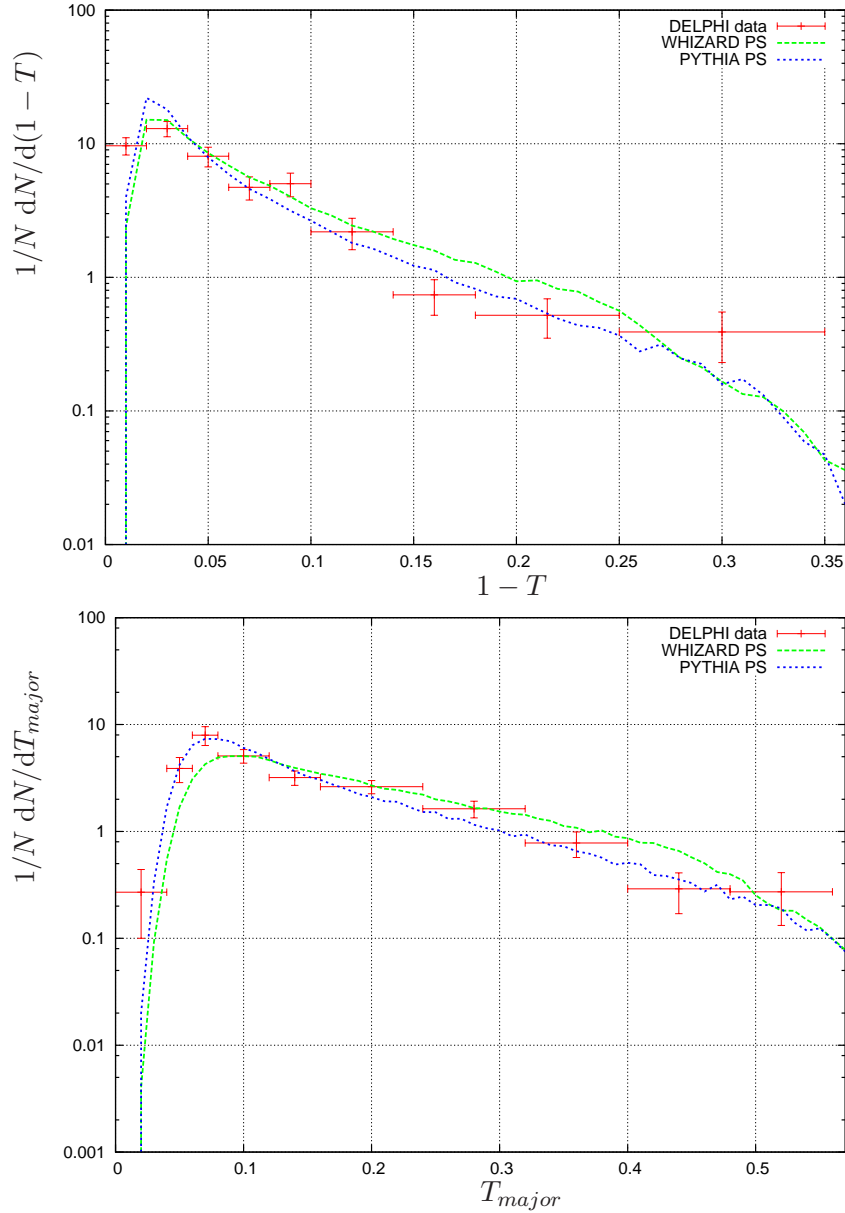 100
10
1
0.1
0.01
0 0.05 0.1 0.15 0.2 0.25 0.3 0.35
1/N dN/d(1 − T)
1 − T
DELPHI data
WHIZARD PS
PYTHIA PS
100
10
1
0.1
0.01
0.001
0 0.1 0.2 0.3 0.4 0.5
1/N dN/dT_major
T_major
DELPHI data
WHIZARD PS
PYTHIA PS